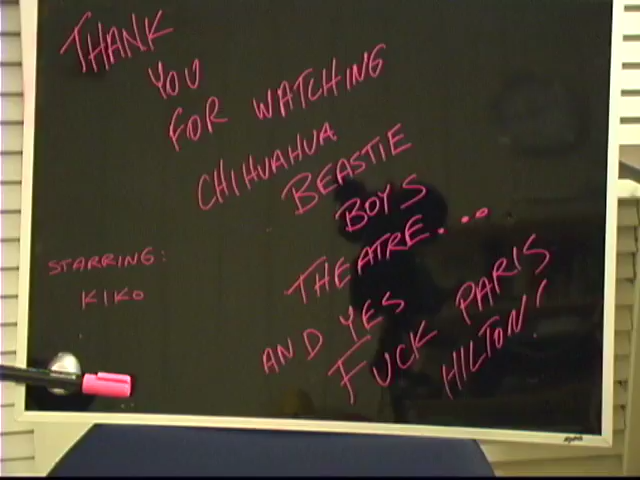 THANK
YOU
FOR WATCHING
CHIHUAHUA
BEASTIE
BOYS
THEATRE...
AND YES
FUCK PARIS
HILTON!
STARRING:
KIKO